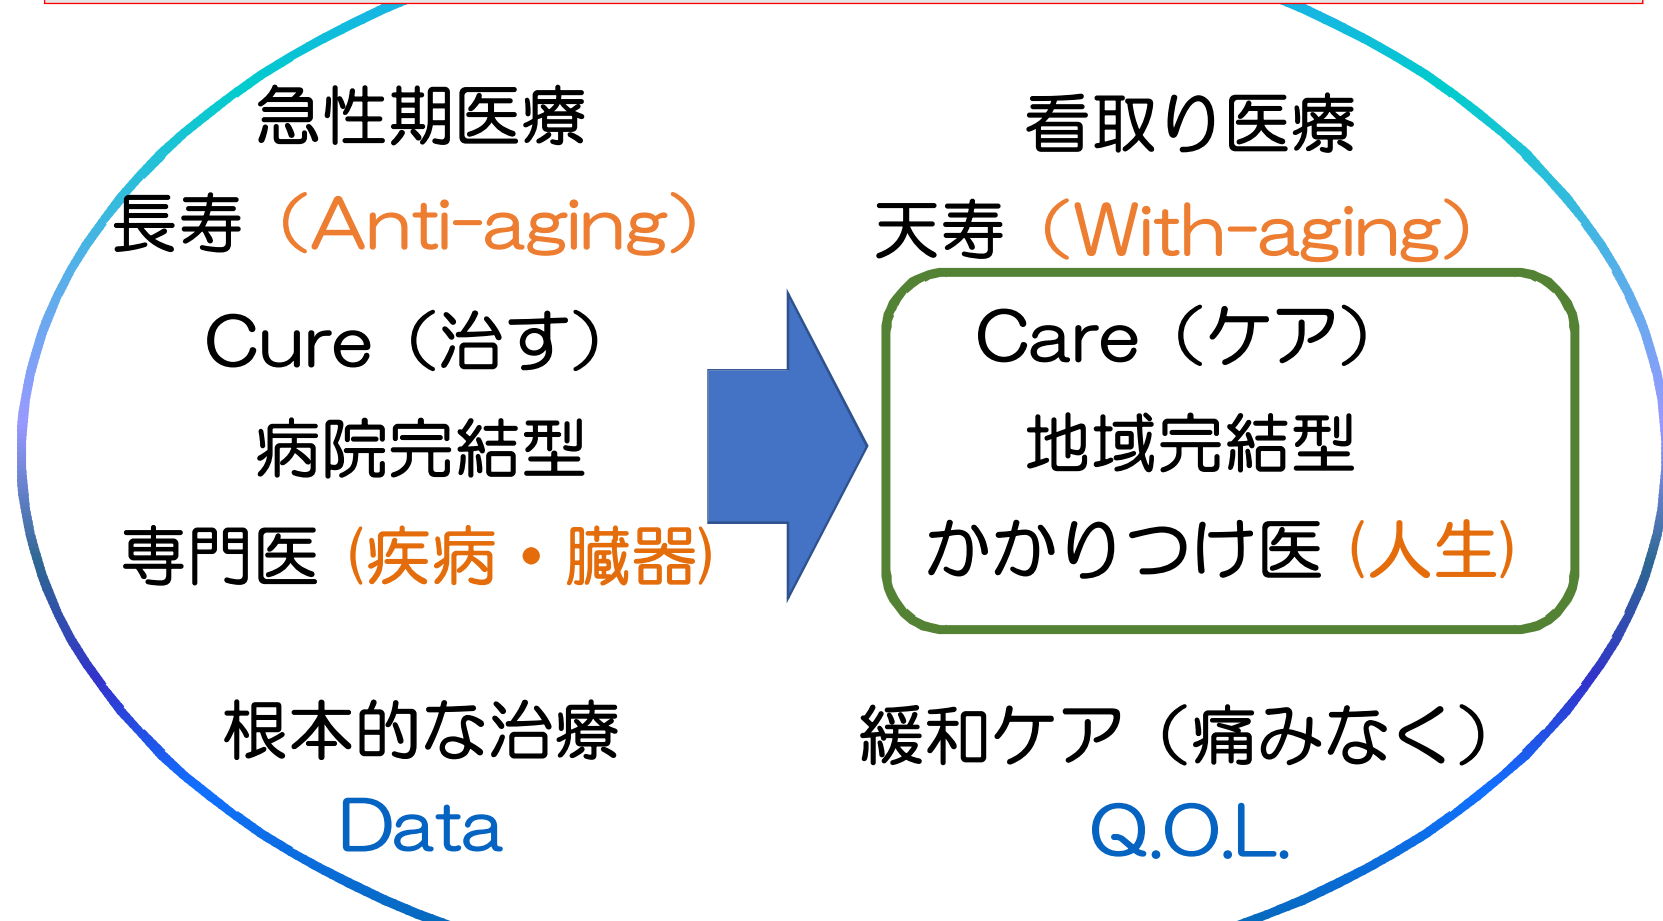 急性期医療
長寿（Anti-aging）
Cure（治す）
病院完結型
専門医 (疾病・臓器)
根本的な治療
Data
看取り医療
天寿（With-aging）
Care（ケア）
地域完結型
かかりつけ医 (人生)
緩和ケア（痛みなく）
Q.O.L.